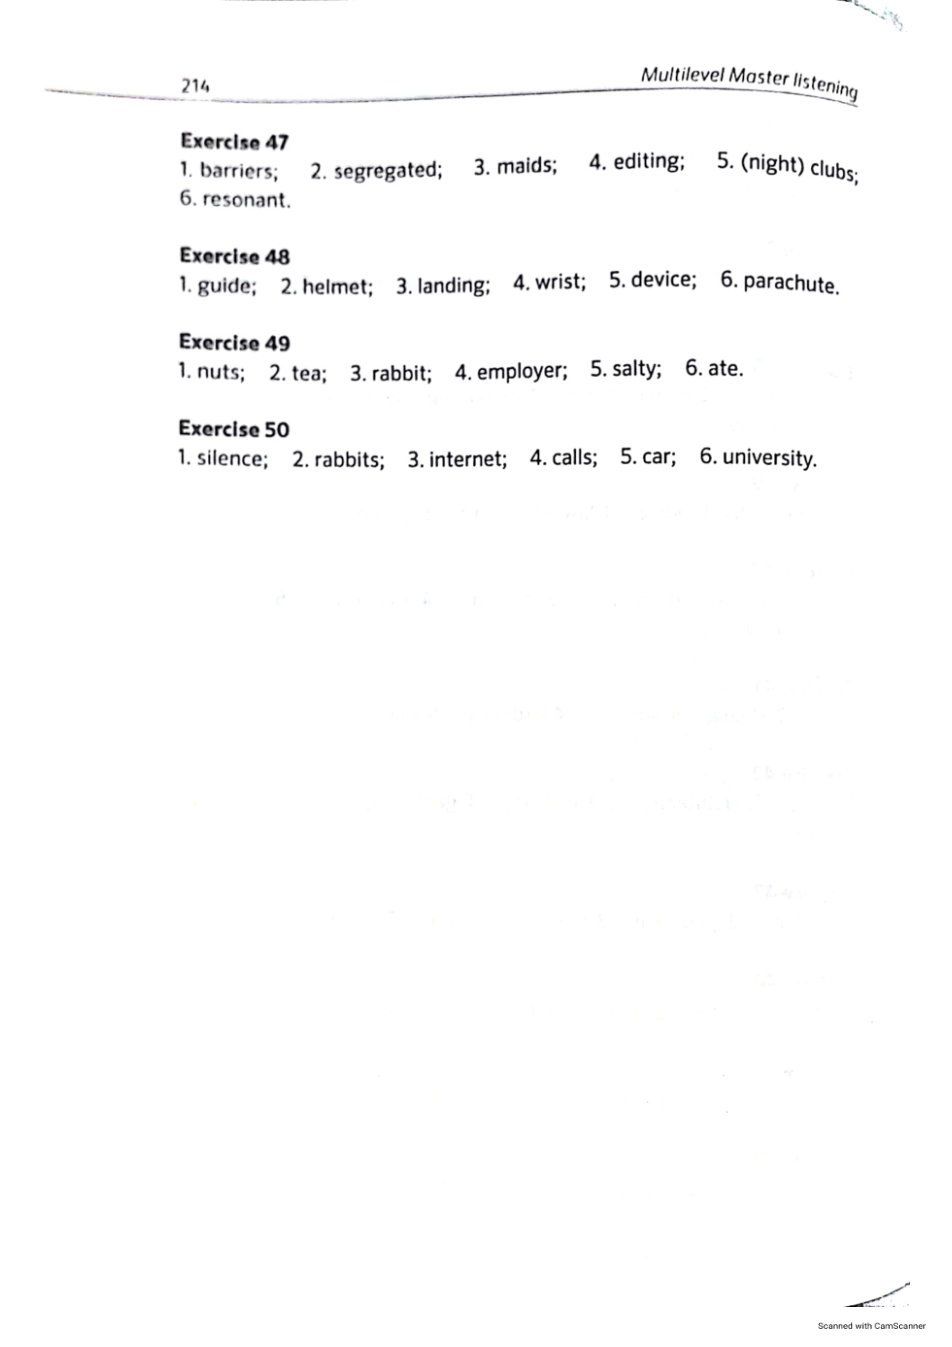 214
Multilevel Master listening
Exercise 47
1. barriers; 2. segregated; 3. maids; 4. editing; 5. (night) clubs;
6. resonant.
Exercise 48
1. guide; 2. helmet; 3. landing; 4. wrist; 5. device; 6. parachute.
Exercise 49
1. nuts; 2. tea; 3. rabbit; 4. employer; 5. salty; 6. ate.
Exercise 50
1. silence; 2. rabbits; 3. internet; 4. calls; 5. car; 6. university.
Scanned with CamScanner